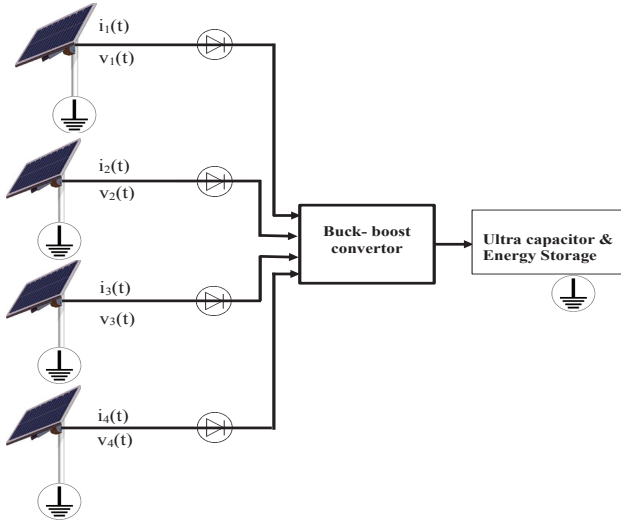 i₁(t)
v₁(t)
i₂(t)
v₂(t)
Buck- boost
convertor
Ultra capacitor &
Energy Storage
i₃(t)
v₃(t)
i₄(t)
v₄(t)